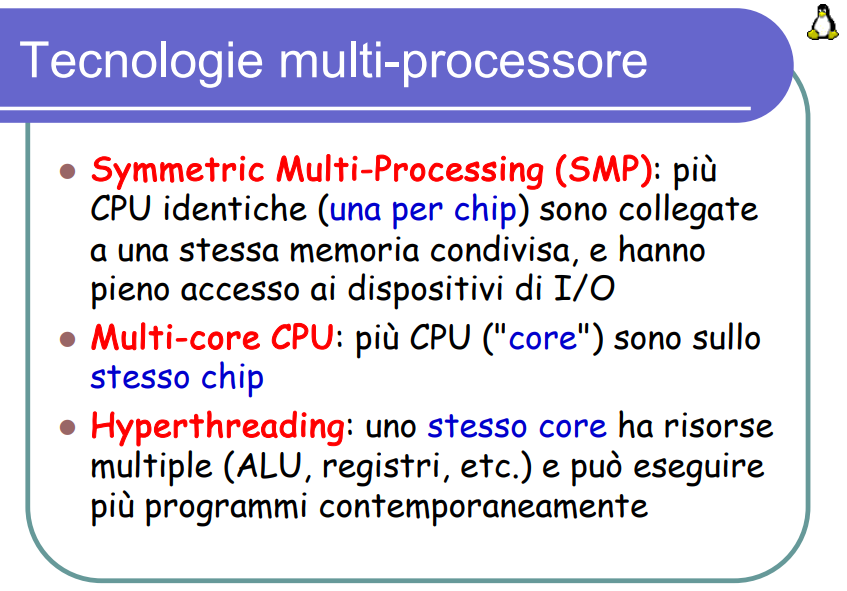 Tecnologie multi-processore
● Symmetric Multi-Processing (SMP): più
CPU identiche (una per chip) sono collegate
a una stessa memoria condivisa, e hanno
pieno accesso ai dispositivi di I/O
● Multi-core CPU: più CPU ("core") sono sullo
stesso chip
● Hyperthreading: uno stesso core ha risorse
multiple (ALU, registri, etc.) e può eseguire
più programmi contemporaneamente